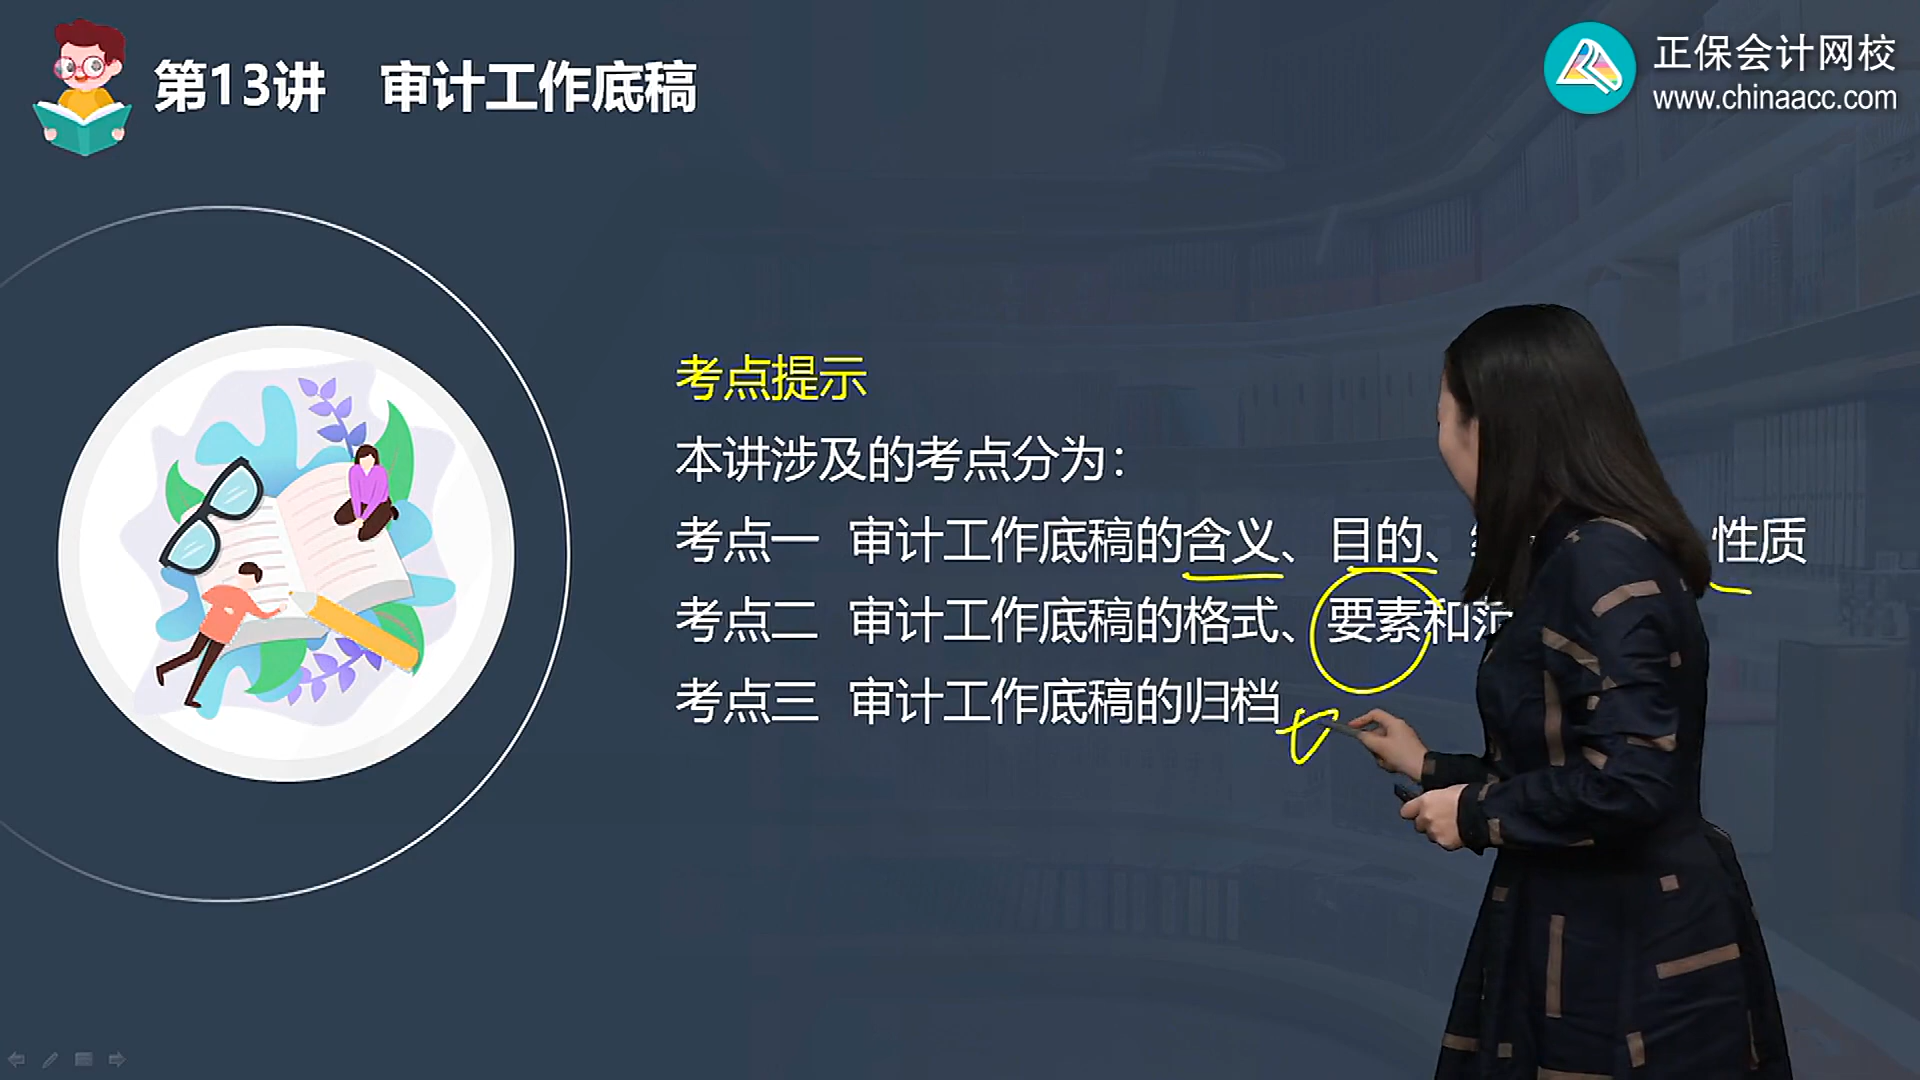 第13讲 审计工作底稿
正保会计网校
www.chinaacc.com
考点提示
本讲涉及的考点分为：
考点一 审计工作底稿的含义、目的、 性质
考点二 审计工作底稿的格式、要素和范
考点三 审计工作底稿的归档